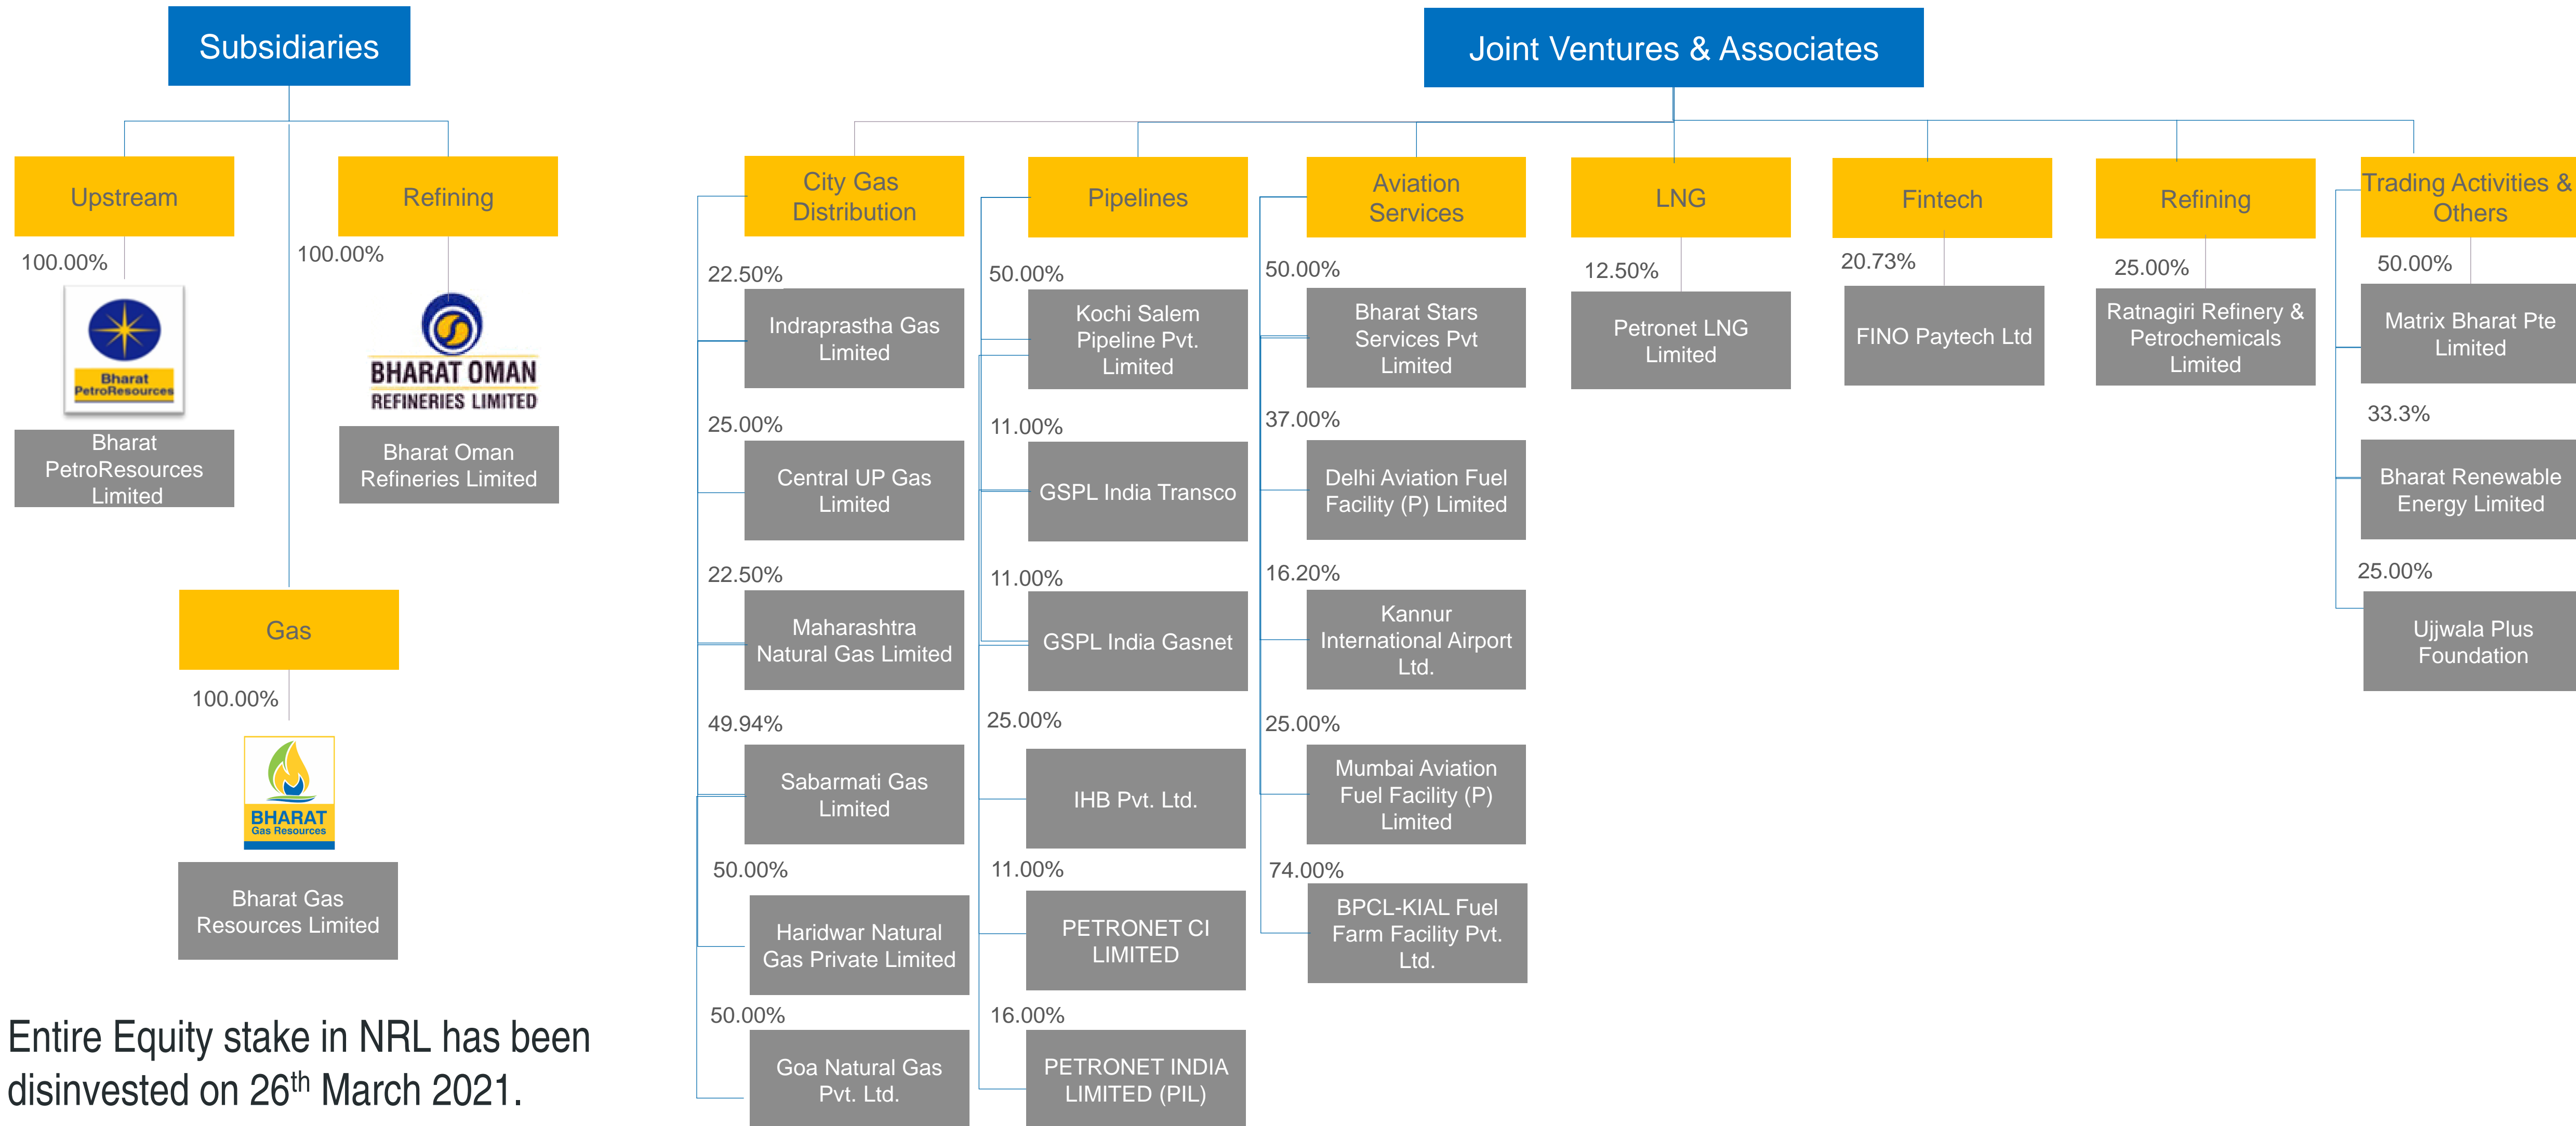 Subsidiaries
Upstream
100.00%
Bharat
PetroResources
Bharat
PetroResources
Limited
Refining
100.00%
BHARAT OMAN
REFINERIES LIMITED
Bharat Oman
Refineries Limited
Gas
100.00%
BHARAT
Gas Resources
Bharat Gas
Resources Limited
Entire Equity stake in NRL has been
disinvested on 26th March 2021.
Joint Ventures & Associates
City Gas
Distribution
22.50%
Indraprastha Gas
Limited
25.00%
Central UP Gas
Limited
22.50%
Maharashtra
Natural Gas Limited
49.94%
Sabarmati Gas
Limited
50.00%
Haridwar Natural
Gas Private Limited
50.00%
Goa Natural Gas
Pvt. Ltd.
Pipelines
50.00%
Kochi Salem
Pipeline Pvt.
Limited
11.00%
GSPL India Transco
11.00%
GSPL India Gasnet
25.00%
IHB Pvt. Ltd.
11.00%
PETRONET CI
LIMITED
16.00%
PETRONET INDIA
LIMITED (PIL)
Aviation
Services
50.00%
Bharat Stars
Services Pvt
Limited
37.00%
Delhi Aviation Fuel
Facility (P) Limited
16.20%
Kannur
International Airport
Ltd.
25.00%
Mumbai Aviation
Fuel Facility (P)
Limited
74.00%
BPCL-KIAL Fuel
Farm Facility Pvt.
Ltd.
LNG
12.50%
Petronet LNG
Limited
Fintech
20.73%
FINO Paytech Ltd
Refining
25.00%
Ratnagiri Refinery &
Petrochemicals
Limited
Trading Activities &
Others
50.00%
Matrix Bharat Pte
Limited
33.3%
Bharat Renewable
Energy Limited
25.00%
Ujjwala Plus
Foundation